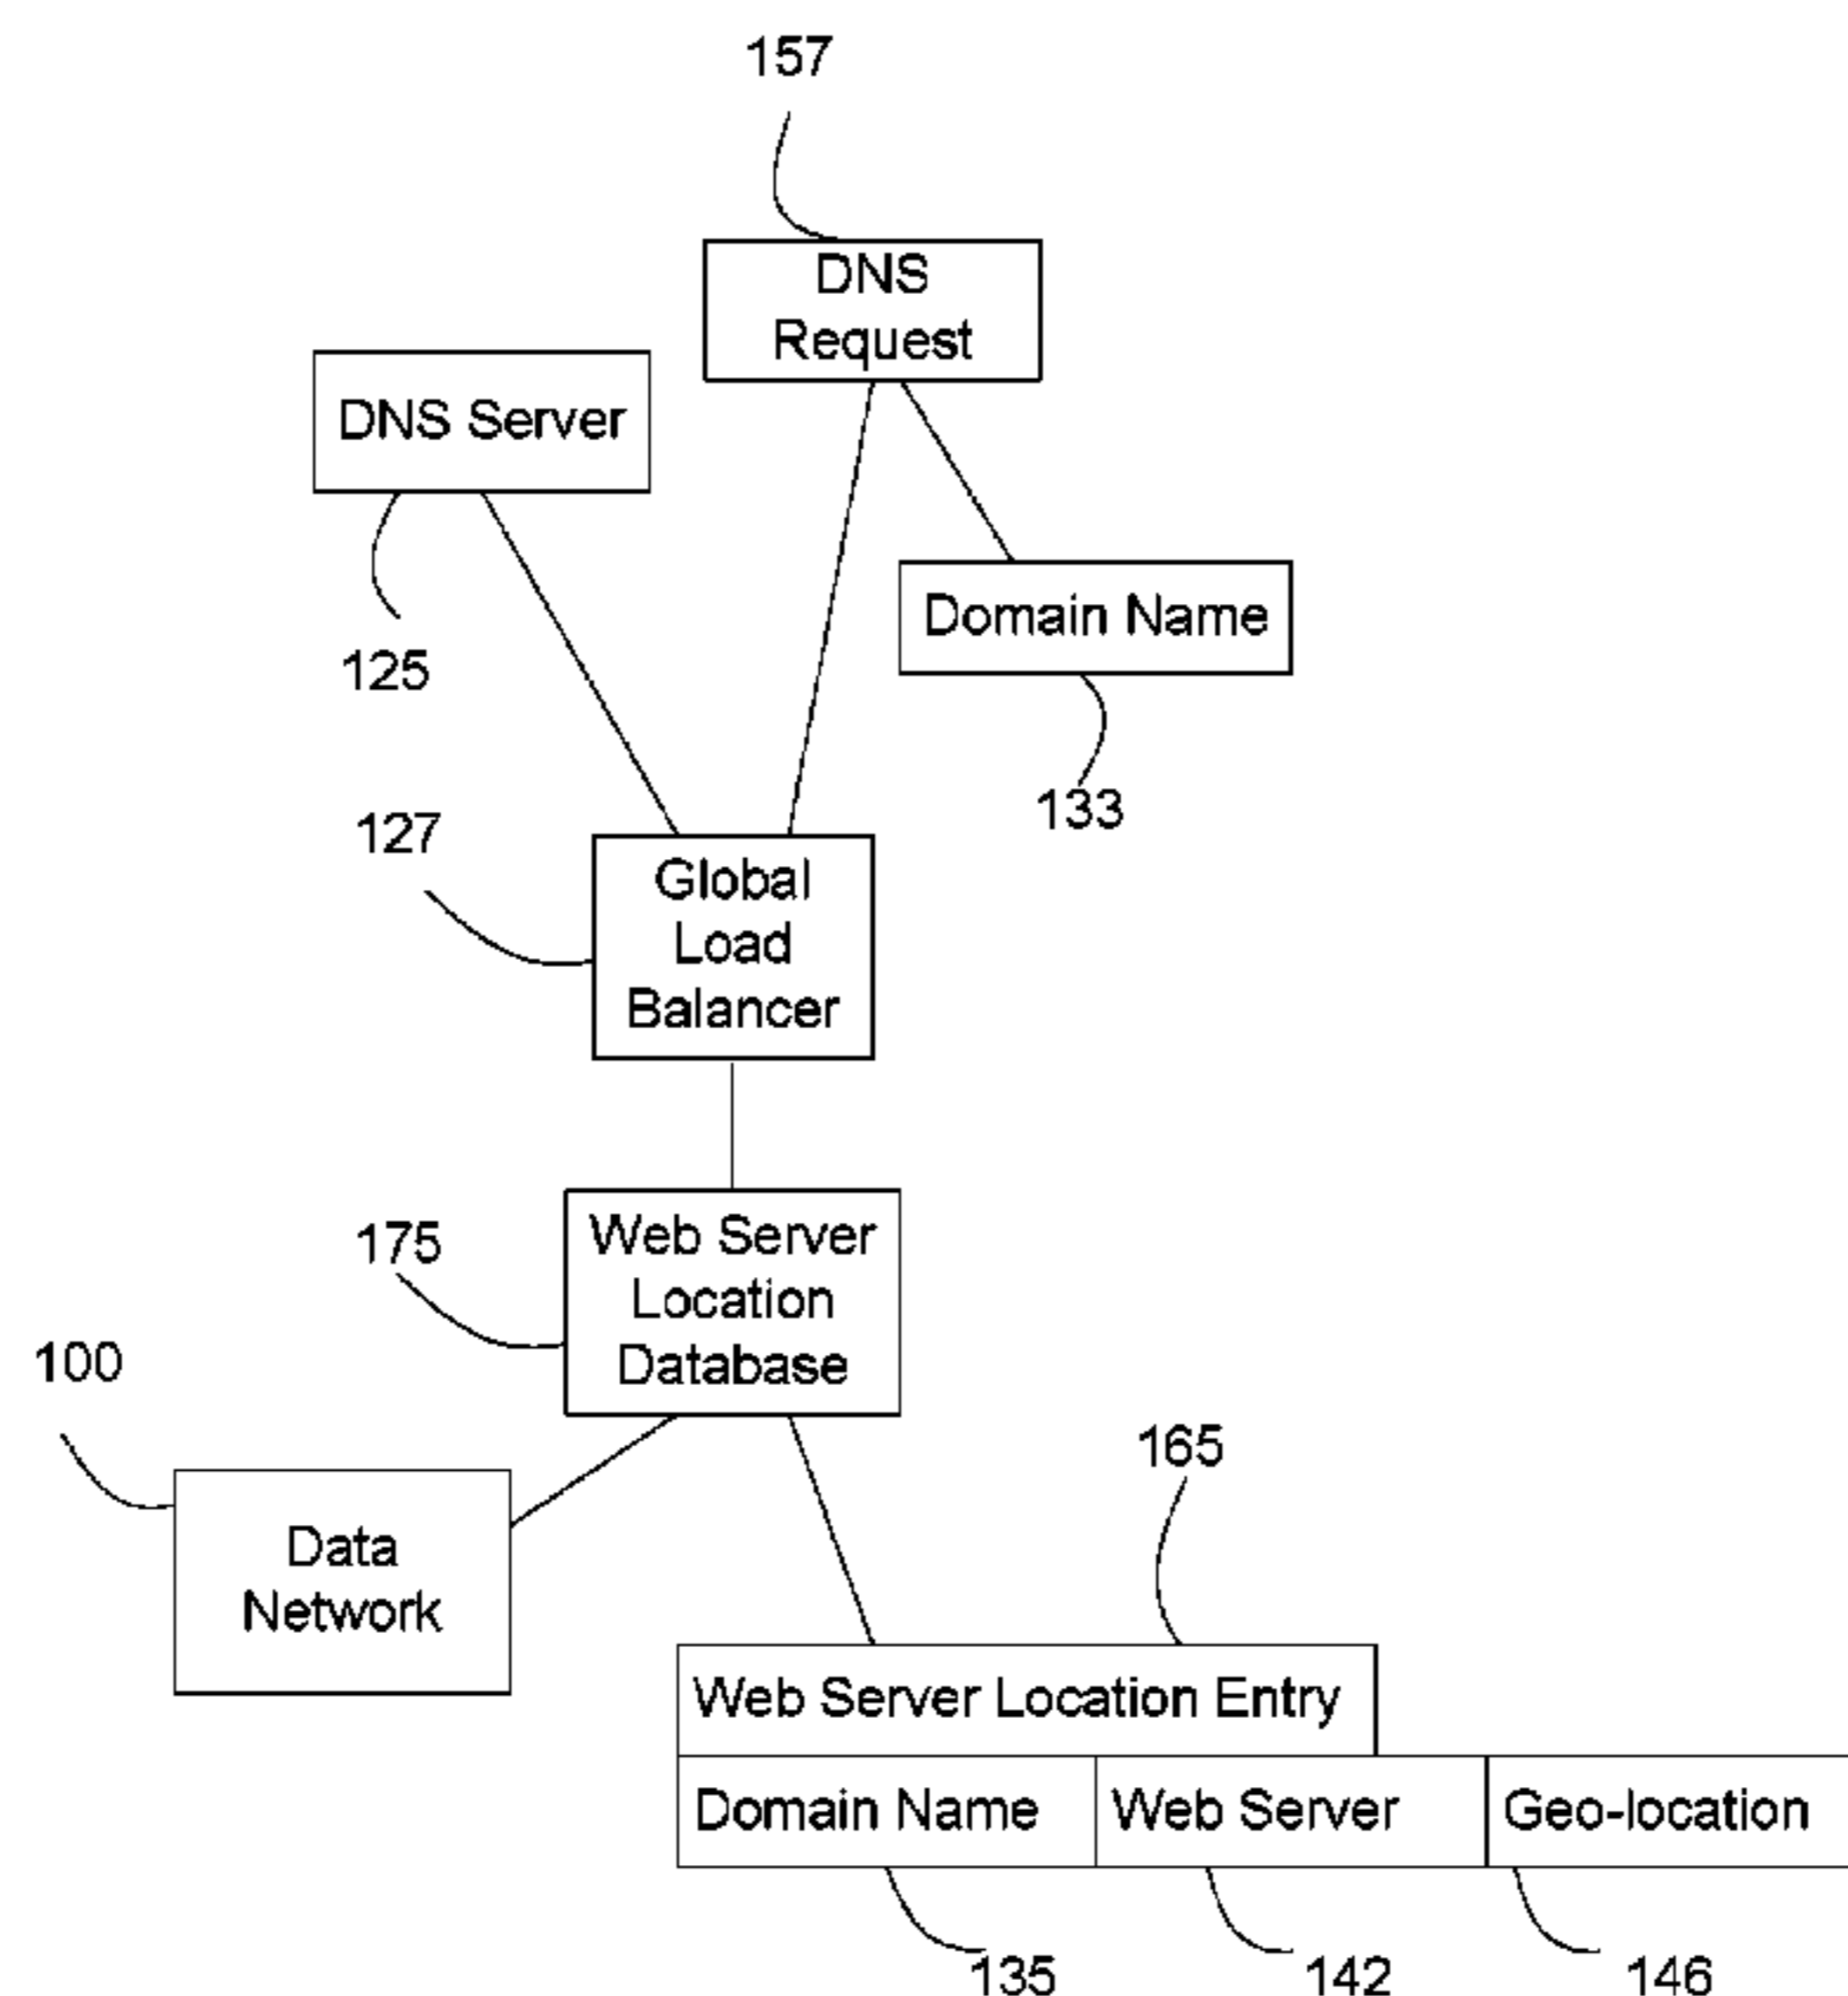 157
DNS
Request
DNS Server
125
Domain Name
133
127
Global
Load
Balancer
175
Web Server
Location
Database
100
Data
Network
165
Web Server Location Entry
Domain Name
Web Server
Geo-location
135
142
146